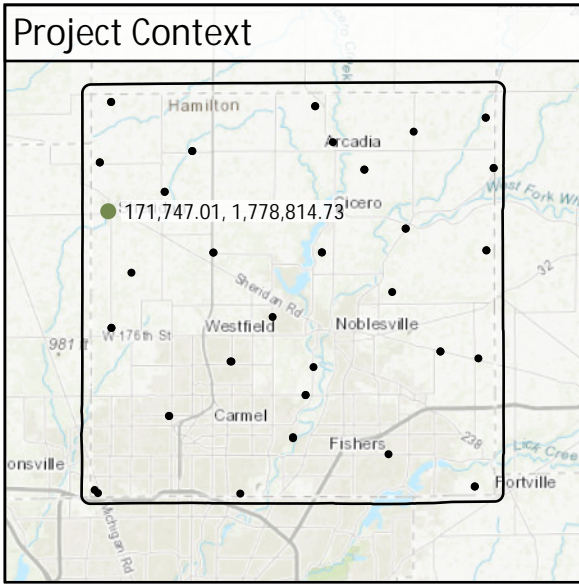 Project Context
Hamilton
Arcadia
171,747.01, 1,778,814.73
Cicero
West Fork Wh
32
Sheridan Rd
Westfield
Noblesville
W 176th St
981 ft
Carmel
Fishers
238
Lick Cree
onsville
Fortville
Michigan Rd